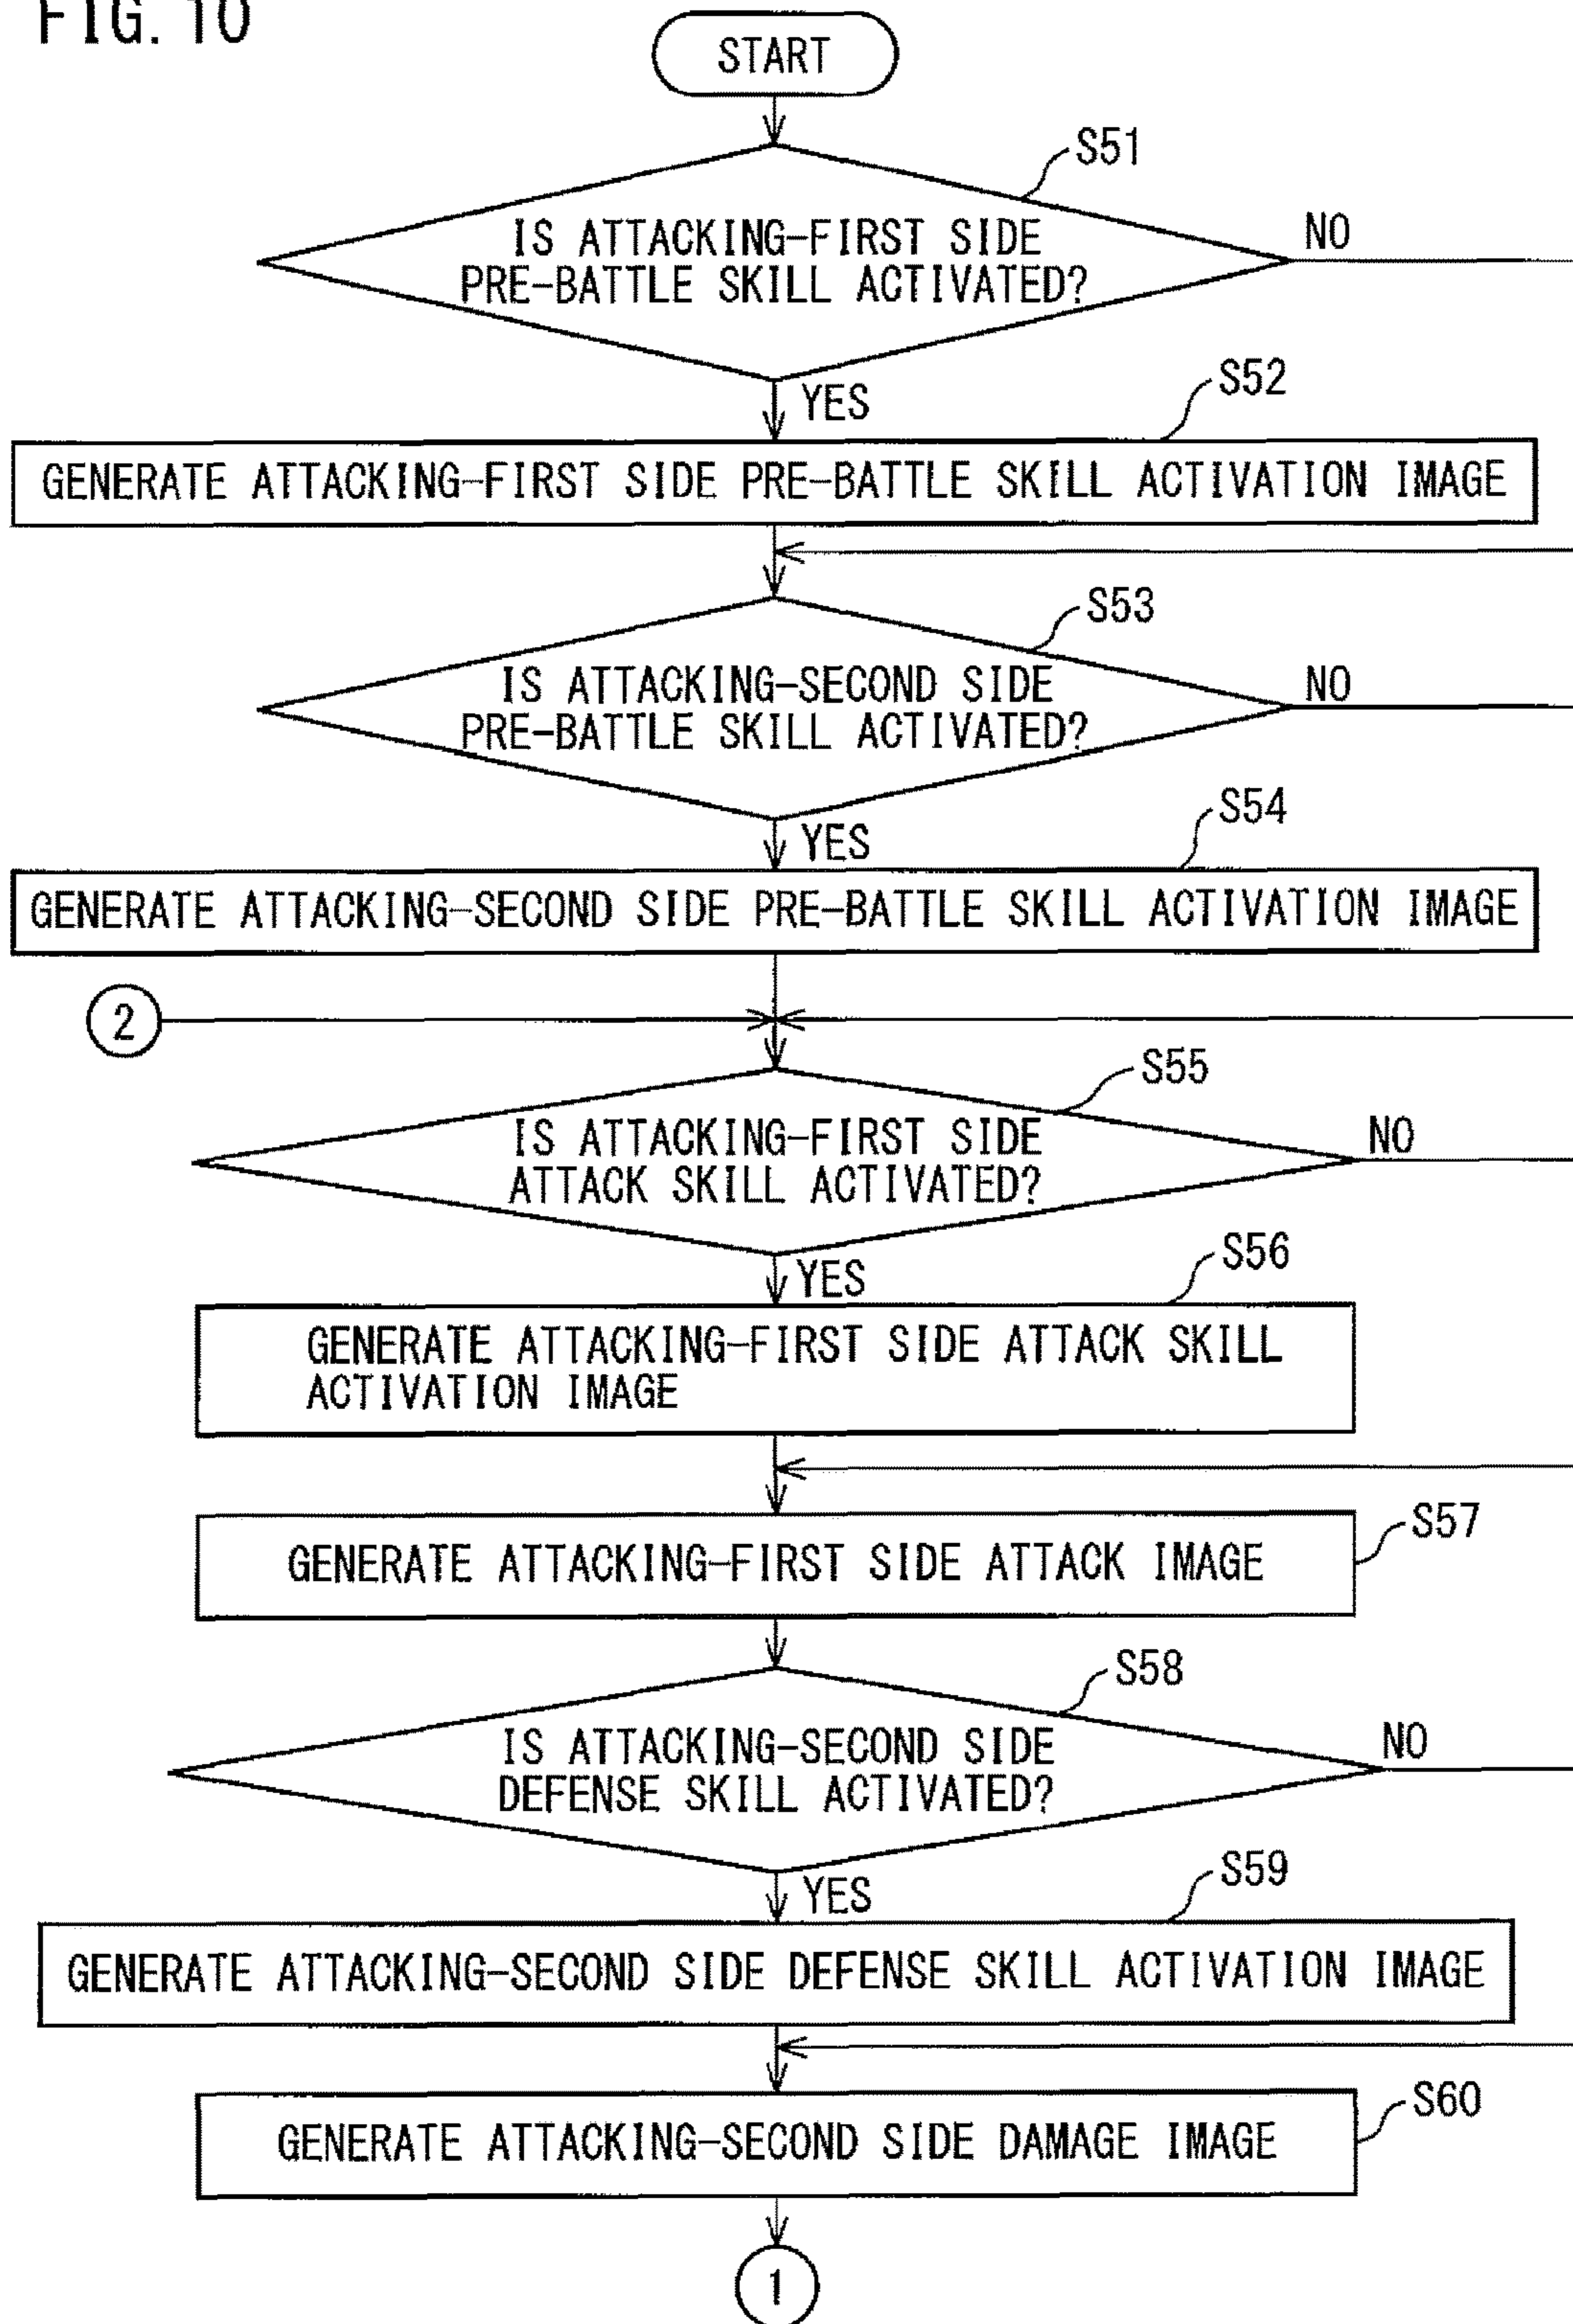 FIG. 10
START
S51
IS ATTACKING-FIRST SIDE
PRE-BATTLE SKILL ACTIVATED?
NO
YES
S52
GENERATE ATTACKING-FIRST SIDE PRE-BATTLE SKILL ACTIVATION IMAGE
S53
IS ATTACKING-SECOND SIDE
PRE-BATTLE SKILL ACTIVATED?
NO
YES
S54
GENERATE ATTACKING-SECOND SIDE PRE-BATTLE SKILL ACTIVATION IMAGE
2
S55
IS ATTACKING-FIRST SIDE
ATTACK SKILL ACTIVATED?
NO
YES
S56
GENERATE ATTACKING-FIRST SIDE ATTACK SKILL
ACTIVATION IMAGE
S57
GENERATE ATTACKING-FIRST SIDE ATTACK IMAGE
S58
IS ATTACKING-SECOND SIDE
DEFENSE SKILL ACTIVATED?
NO
YES
S59
GENERATE ATTACKING-SECOND SIDE DEFENSE SKILL ACTIVATION IMAGE
S60
GENERATE ATTACKING-SECOND SIDE DAMAGE IMAGE
1